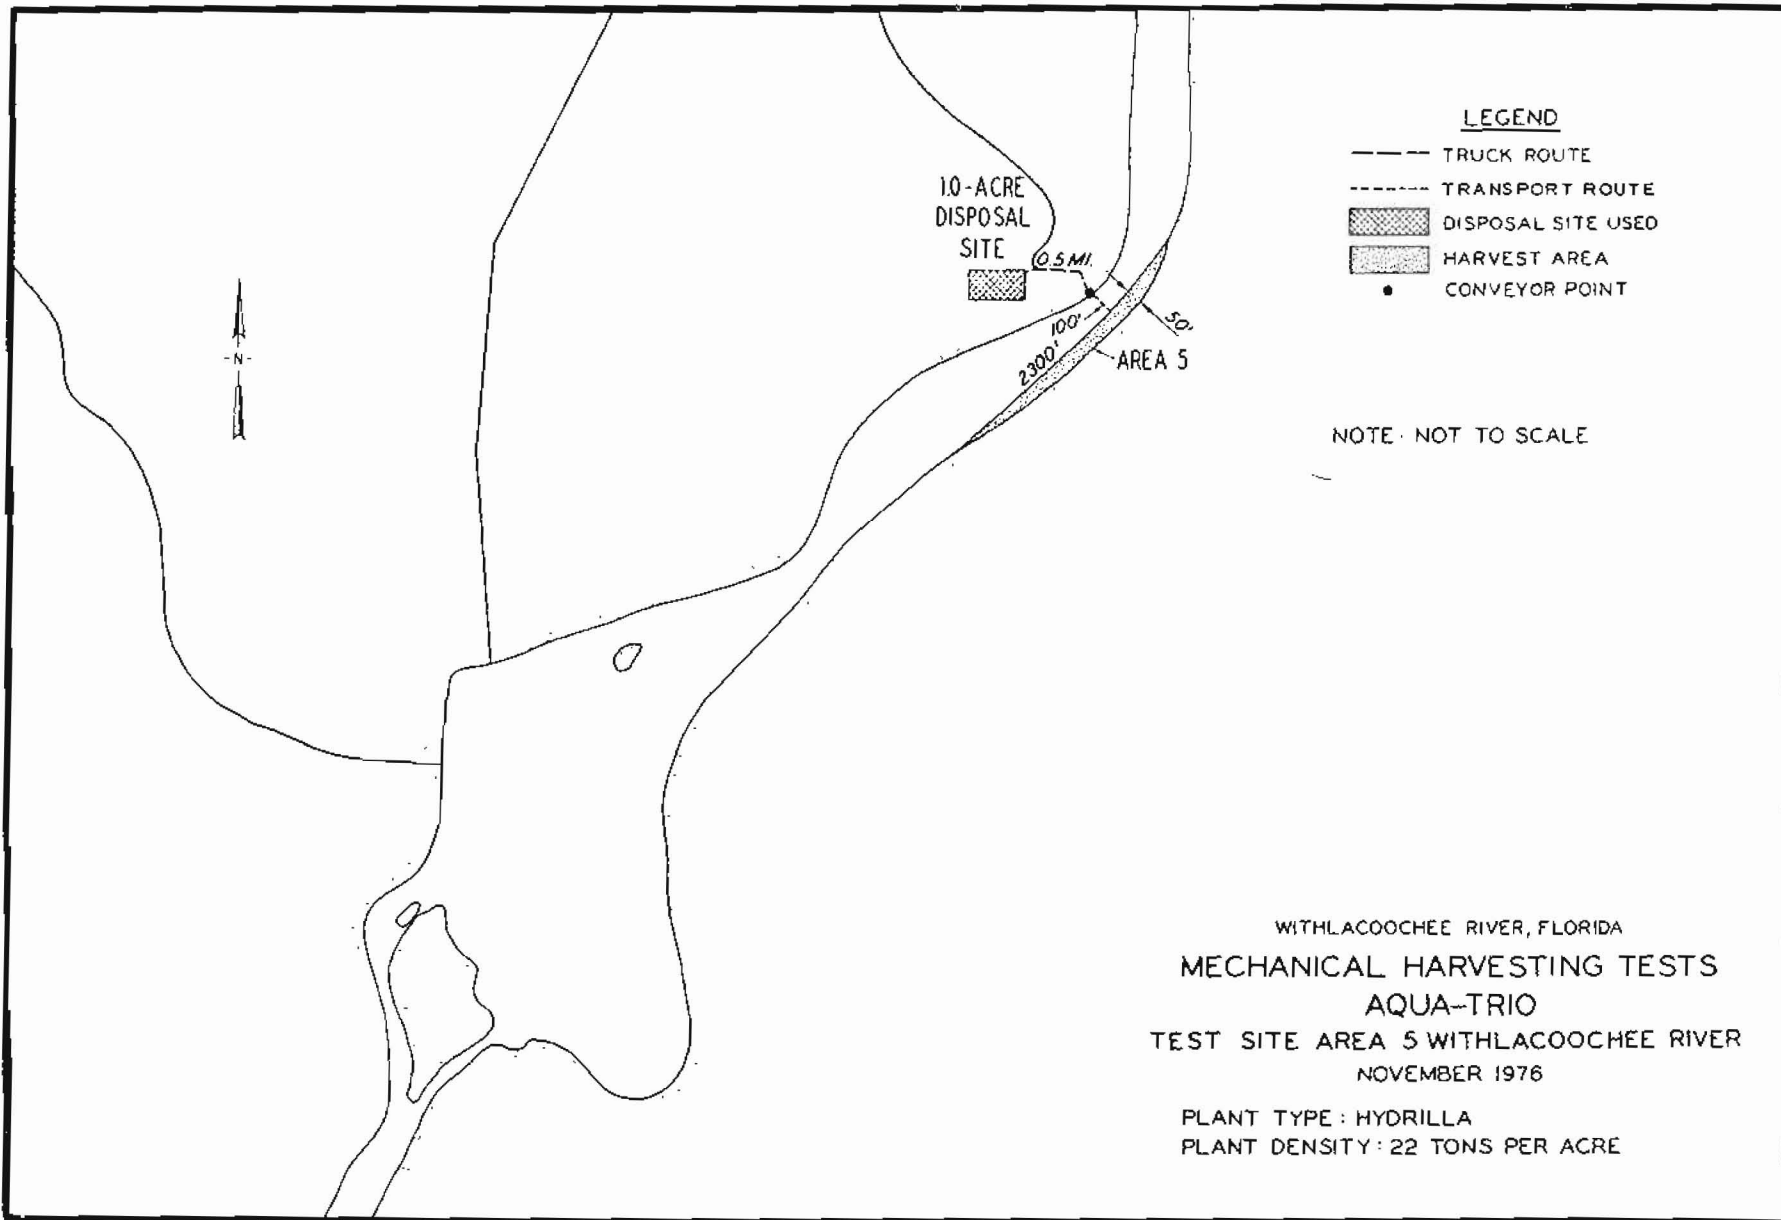 LEGEND
TRUCK ROUTE
TRANSPORT ROUTE
DISPOSAL SITE USED
HARVEST AREA
CONVEYOR POINT
1.0-ACRE
DISPOSAL
SITE
0.5 MI.
100'
50'
2300'
AREA 5
-N-
NOTE: NOT TO SCALE
WITHLACOOCHEE RIVER, FLORIDA
MECHANICAL HARVESTING TESTS
AQUA-TRIO
TEST SITE AREA 5 WITHLACOOCHEE RIVER
NOVEMBER 1976
PLANT TYPE: HYDRILLA
PLANT DENSITY: 22 TONS PER ACRE